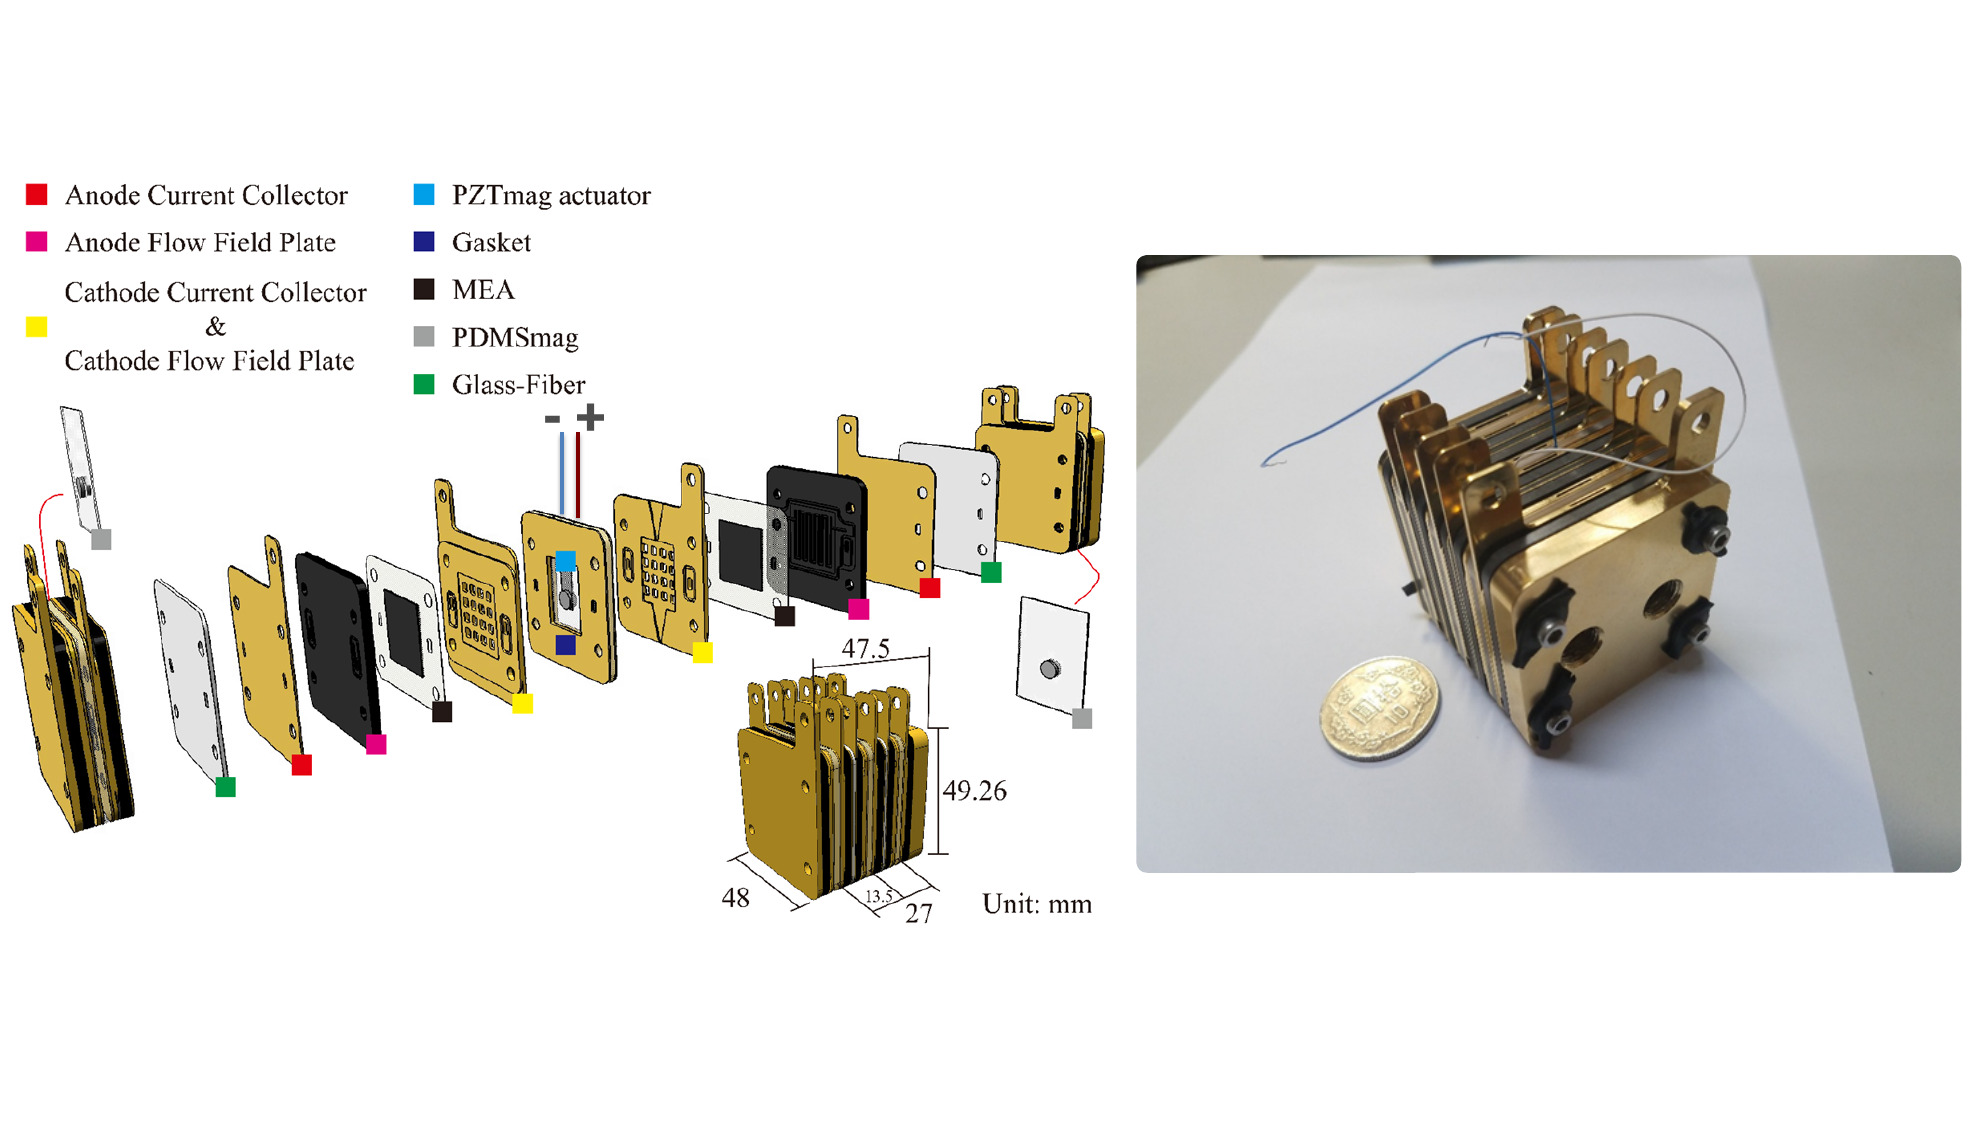 Anode Current Collector
Anode Flow Field Plate
Cathode Current Collector
&
Cathode Flow Field Plate
PZTmag actuator
Gasket
MEA
PDMSmag
Glass-Fiber
- +
47.5
49.26
48
13.5
27
Unit: mm